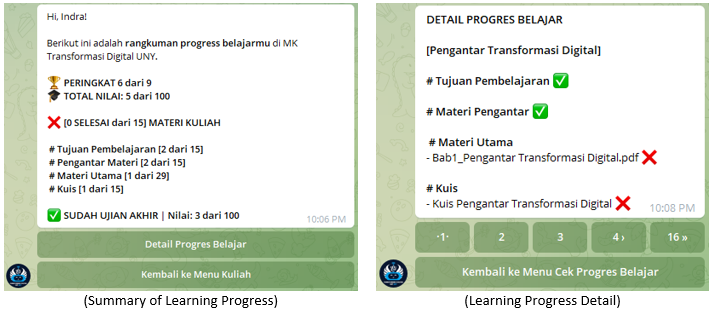 Hi, Indra!
Berikut ini adalah rangkuman progress belajarmu di MK
Transformasi Digital UNY.
🏆 PERINGKAT 6 dari 9
🎓 TOTAL NILAI: 5 dari 100
❌ [0 SELESAI dari 15] MATERI KULIAH
# Tujuan Pembelajaran [2 dari 15]
# Pengantar Materi [2 dari 15]
# Materi Utama [1 dari 29]
# Kuis [1 dari 15]
✅ SUDAH UJIAN AKHIR | Nilai: 3 dari 100
10:06 PM
Detail Progres Belajar
Kembali ke Menu Kuliah
(Summary of Learning Progress)
DETAIL PROGRES BELAJAR
[Pengantar Transformasi Digital]
# Tujuan Pembelajaran ✅
# Materi Pengantar ✅
# Materi Utama
- Bab1_Pengantar Transformasi Digital.pdf ❌
# Kuis
- Kuis Pengantar Transformasi Digital ❌
10:08 PM
·1· 2 3 4 › 16 »
Kembali ke Menu Cek Progres Belajar
(Learning Progress Detail)